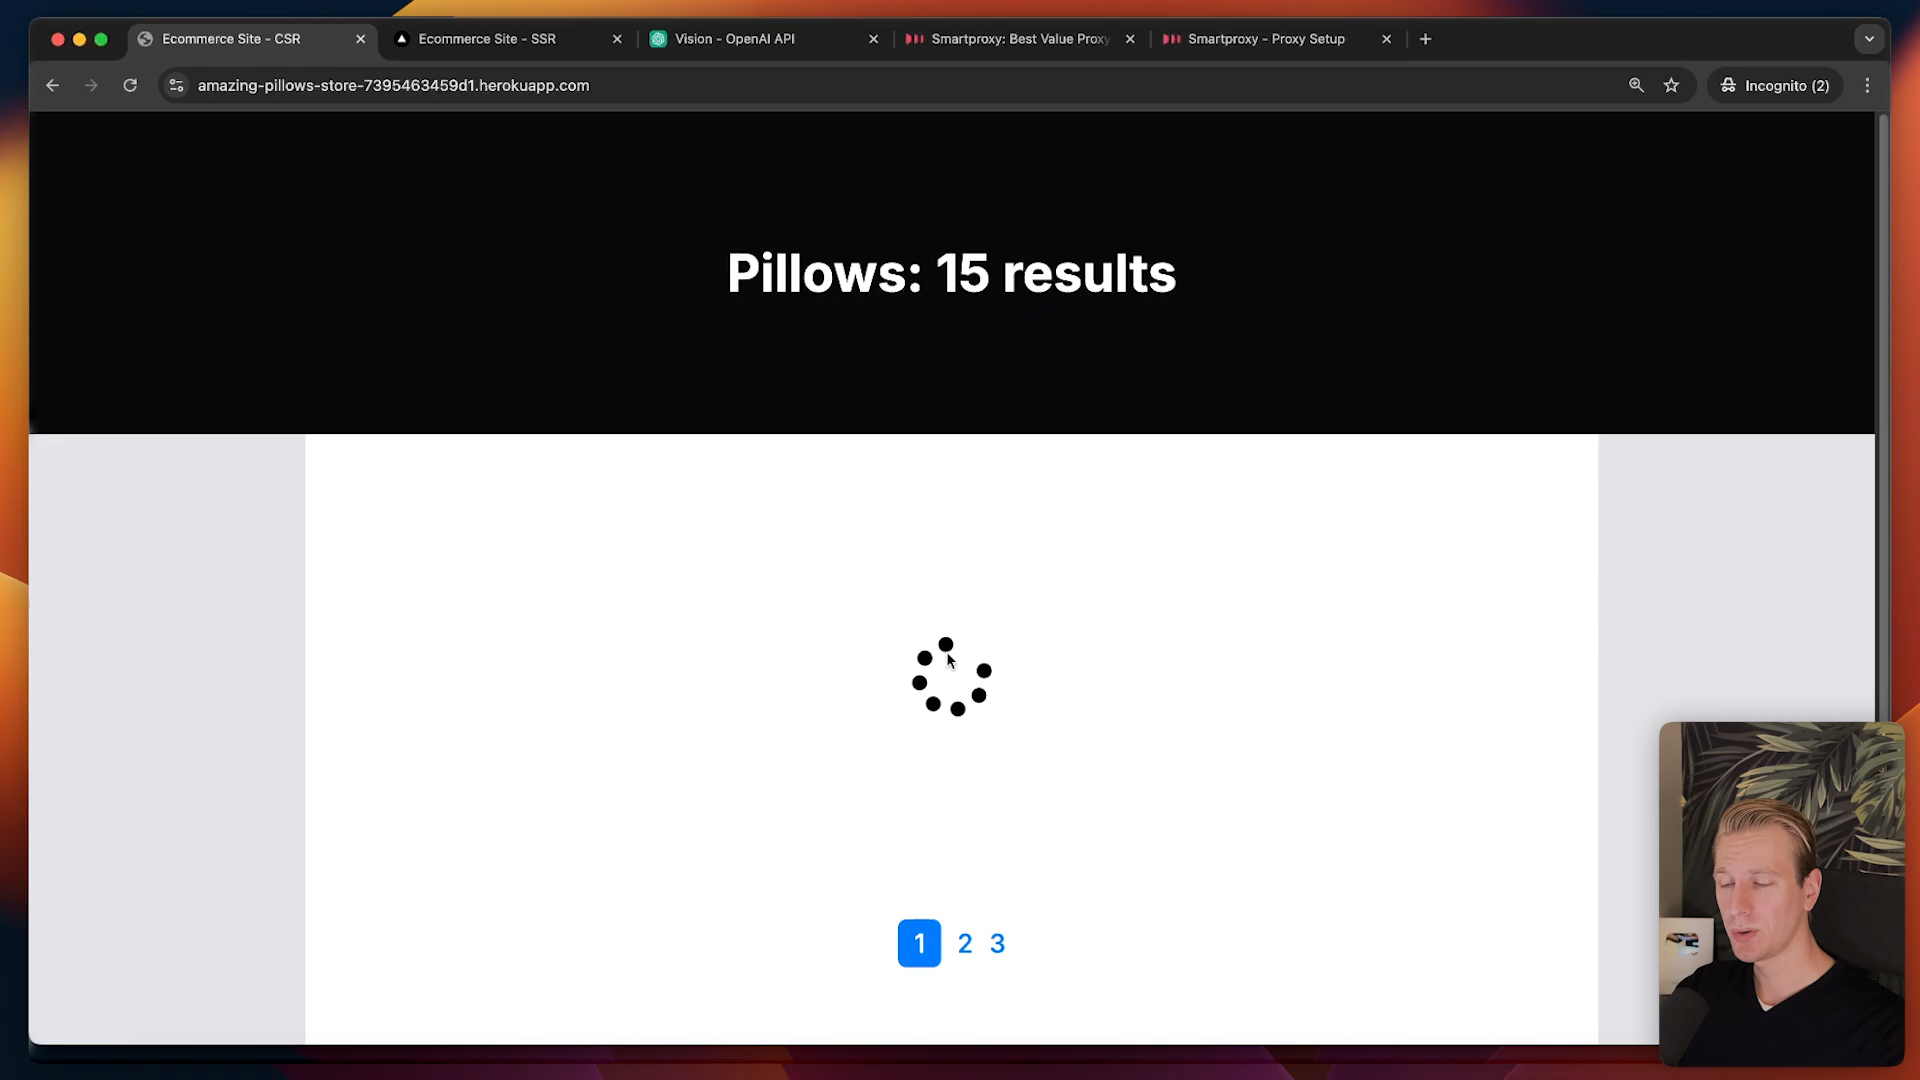 Ecommerce Site - CSR
Ecommerce Site - SSR
Vision - OpenAI API
Smartproxy: Best Value Proxy
Smartproxy - Proxy Setup
amazing-pillows-store-7395463459d1.herokuapp.com
Incognito (2)
Pillows: 15 results
1 2 3